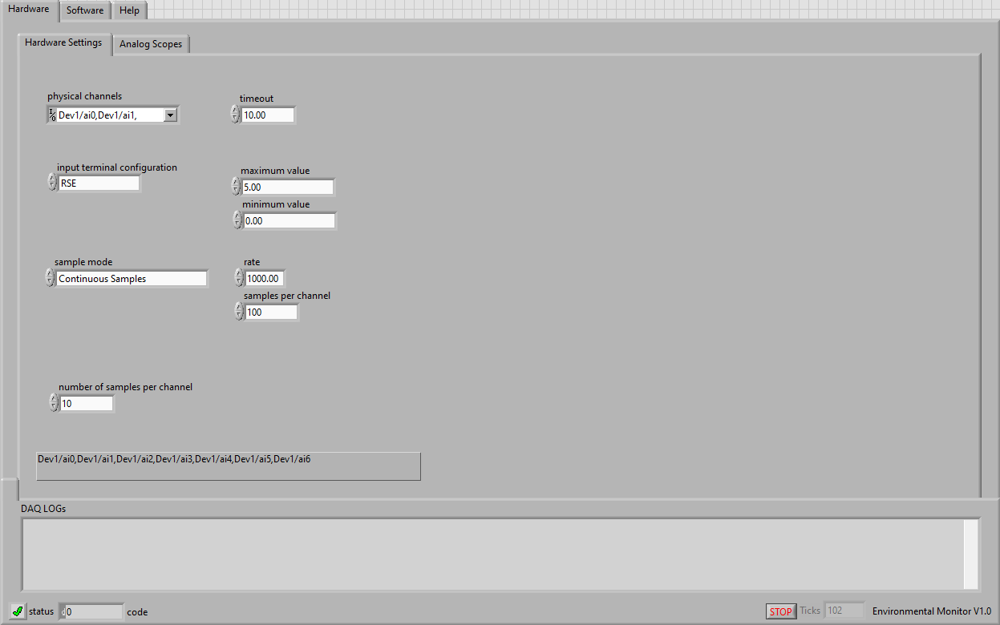 Hardware Software Help
Hardware Settings Analog Scopes
physical channels
Dev1/ai0,Dev1/ai1,
timeout
10.00
input terminal configuration
RSE
maximum value
5.00
minimum value
0.00
sample mode
Continuous Samples
rate
1000.00
samples per channel
100
number of samples per channel
10
Dev1/ai0,Dev1/ai1,Dev1/ai2,Dev1/ai3,Dev1/ai4,Dev1/ai5,Dev1/ai6
DAQ LOGs
status d0 code STOP Ticks 102 Environmental Monitor V1.0